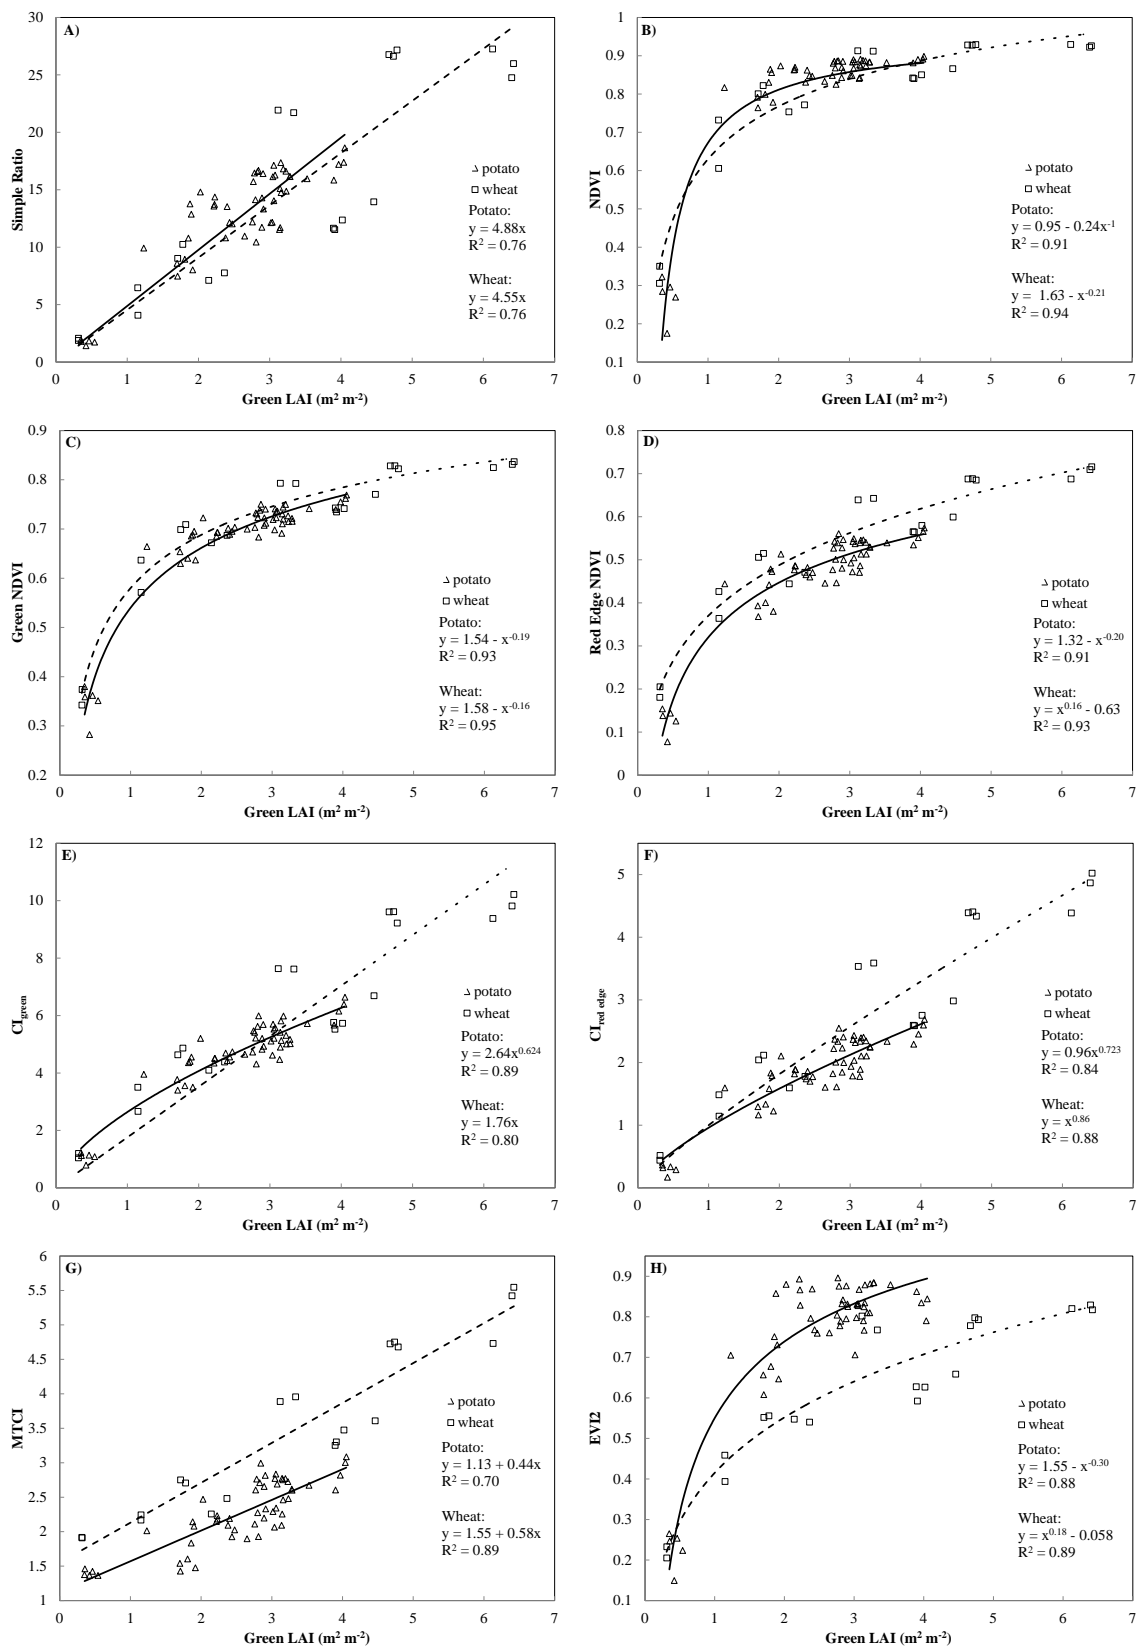 A)
30
25
20
15
10
5
0
Simple Ratio
0 1 2 3 4 5 6 7
Green LAI (m² m⁻²)
potato
wheat
Potato:
y = 4.88x
R² = 0.76
Wheat:
y = 4.55x
R² = 0.76
B)
1
0.9
0.8
0.7
0.6
0.5
0.4
0.3
0.2
0.1
NDVI
0 1 2 3 4 5 6 7
Green LAI (m² m⁻²)
potato
wheat
Potato:
y = 0.95 - 0.24x⁻¹
R² = 0.91
Wheat:
y = 1.63 - x⁻⁰·²¹
R² = 0.94
C)
0.9
0.8
0.7
0.6
0.5
0.4
0.3
0.2
Green NDVI
0 1 2 3 4 5 6 7
Green LAI (m² m⁻²)
potato
wheat
Potato:
y = 1.54 - x⁻⁰·¹⁹
R² = 0.93
Wheat:
y = 1.58 - x⁻⁰·¹⁶
R² = 0.95
D)
0.8
0.7
0.6
0.5
0.4
0.3
0.2
0.1
0
Red Edge NDVI
0 1 2 3 4 5 6 7
Green LAI (m² m⁻²)
potato
wheat
Potato:
y = 1.32 - x⁻⁰·²⁰
R² = 0.91
Wheat:
y = x⁰·¹⁶ - 0.63
R² = 0.93
E)
12
10
8
6
4
2
0
CIgreen
0 1 2 3 4 5 6 7
Green LAI (m² m⁻²)
potato
wheat
Potato:
y = 2.64x⁰·⁶²⁴
R² = 0.89
Wheat:
y = 1.76x
R² = 0.80
F)
5
4
3
2
1
0
CIred edge
0 1 2 3 4 5 6 7
Green LAI (m² m⁻²)
potato
wheat
Potato:
y = 0.96x⁰·⁷²³
R² = 0.84
Wheat:
y = x⁰·⁸⁶
R² = 0.88
G)
6
5.5
5
4.5
4
3.5
3
2.5
2
1.5
1
MTCI
0 1 2 3 4 5 6 7
Green LAI (m² m⁻²)
potato
wheat
Potato:
y = 1.13 + 0.44x
R² = 0.70
Wheat:
y = 1.55 + 0.58x
R² = 0.89
H)
0.9
0.8
0.7
0.6
0.5
0.4
0.3
0.2
0.1
EVI2
0 1 2 3 4 5 6 7
Green LAI (m² m⁻²)
potato
wheat
Potato:
y = 1.55 - x⁻⁰·³⁰
R² = 0.88
Wheat:
y = x⁰·¹⁸ - 0.058
R² = 0.89